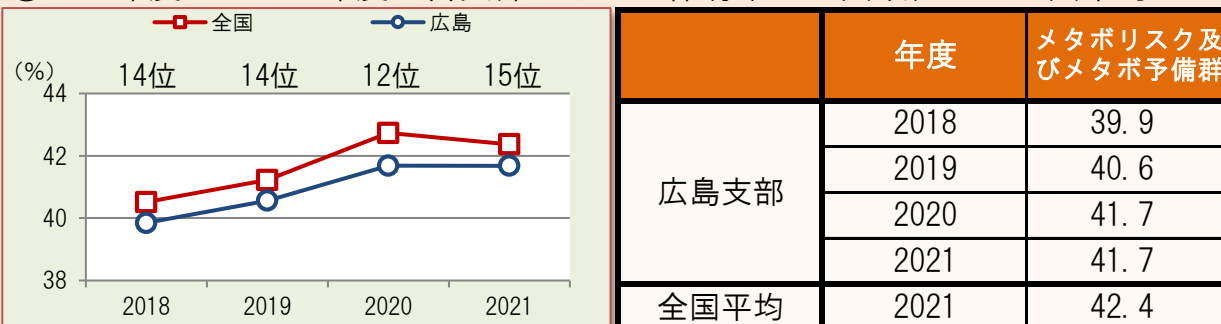 全国 広島
(%) 14位 14位 12位 15位
44
42
40
38
2018 2019 2020 2021
年度 メタボリスク及
びメタボ予備群
広島支部 2018 39.9
2019 40.6
2020 41.7
2021 41.7
全国平均 2021 42.4